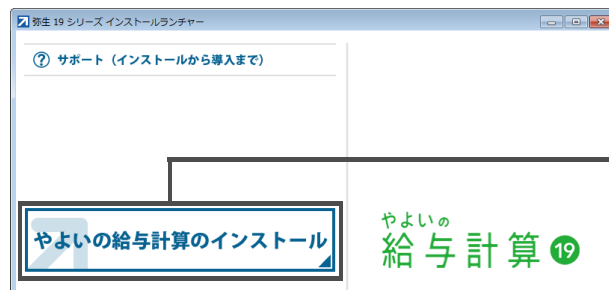 弥生 19 シリーズ インストールランチャー
サポート（インストールから導入まで）
やよいの給与計算のインストール
やよいの
給与計算 19